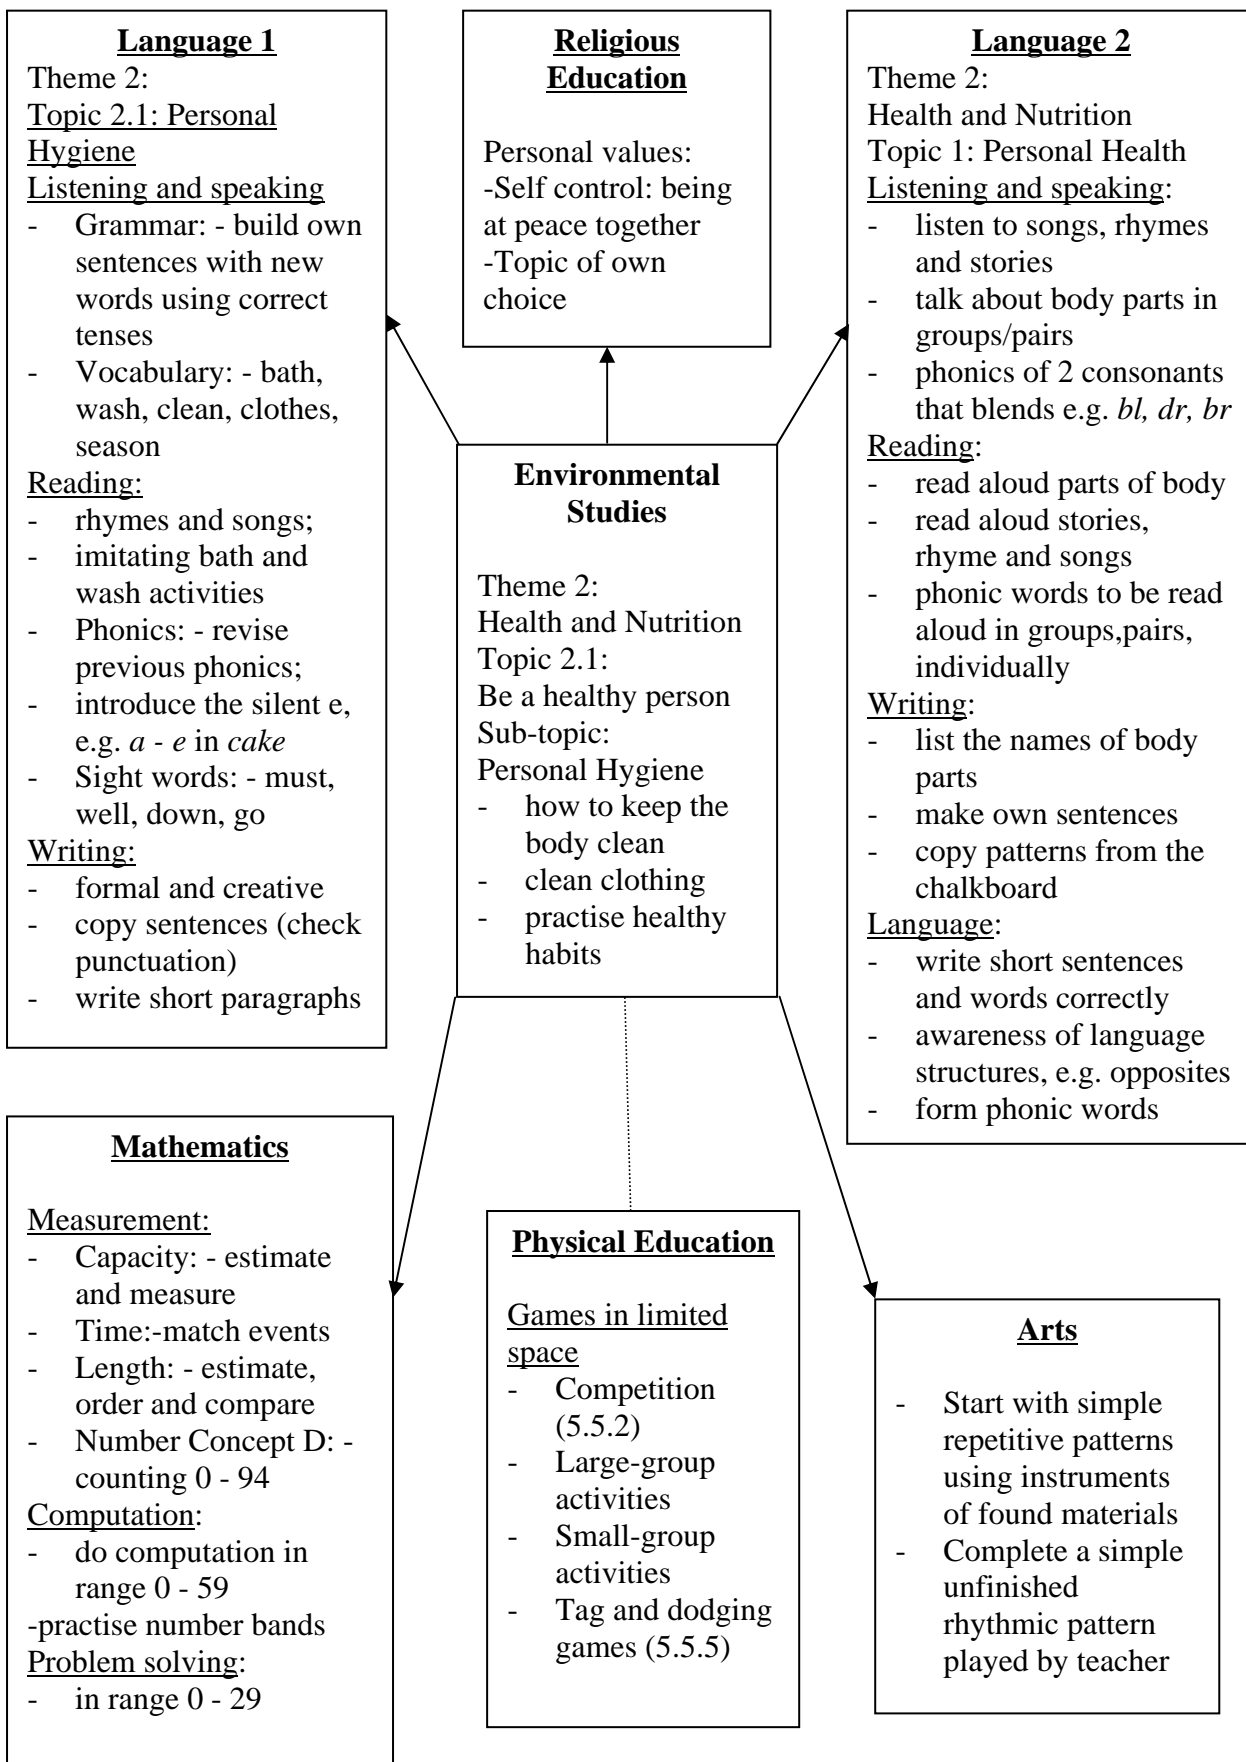 Language 1
Theme 2:
Topic 2.1: Personal
Hygiene
Listening and speaking
- Grammar: - build own
sentences with new
words using correct
tenses
- Vocabulary: - bath,
wash, clean, clothes,
season
Reading:
- rhymes and songs;
- imitating bath and
wash activities
- Phonics: - revise
previous phonics;
- introduce the silent e,
e.g. a - e in cake
- Sight words: - must,
well, down, go
Writing:
- formal and creative
- copy sentences (check
punctuation)
- write short paragraphs
Religious
Education
Personal values:
-Self control: being
at peace together
-Topic of own
choice
Language 2
Theme 2:
Health and Nutrition
Topic 1: Personal Health
Listening and speaking:
- listen to songs, rhymes
and stories
- talk about body parts in
groups/pairs
- phonics of 2 consonants
that blends e.g. bl, dr, br
Reading:
- read aloud parts of body
- read aloud stories,
rhyme and songs
- phonic words to be read
aloud in groups,pairs,
individually
Writing:
- list the names of body
parts
- make own sentences
- copy patterns from the
chalkboard
Language:
- write short sentences
and words correctly
- awareness of language
structures, e.g. opposites
- form phonic words
Environmental
Studies
Theme 2:
Health and Nutrition
Topic 2.1:
Be a healthy person
Sub-topic:
Personal Hygiene
- how to keep the
body clean
- clean clothing
- practise healthy
habits
Mathematics
Measurement:
- Capacity: - estimate
and measure
- Time:-match events
- Length: - estimate,
order and compare
- Number Concept D: -
counting 0 - 94
Computation:
- do computation in
range 0 - 59
-practise number bands
Problem solving:
- in range 0 - 29
Physical Education
Games in limited
space
- Competition
(5.5.2)
- Large-group
activities
- Small-group
activities
- Tag and dodging
games (5.5.5)
Arts
- Start with simple
repetitive patterns
using instruments
of found materials
- Complete a simple
unfinished
rhythmic pattern
played by teacher